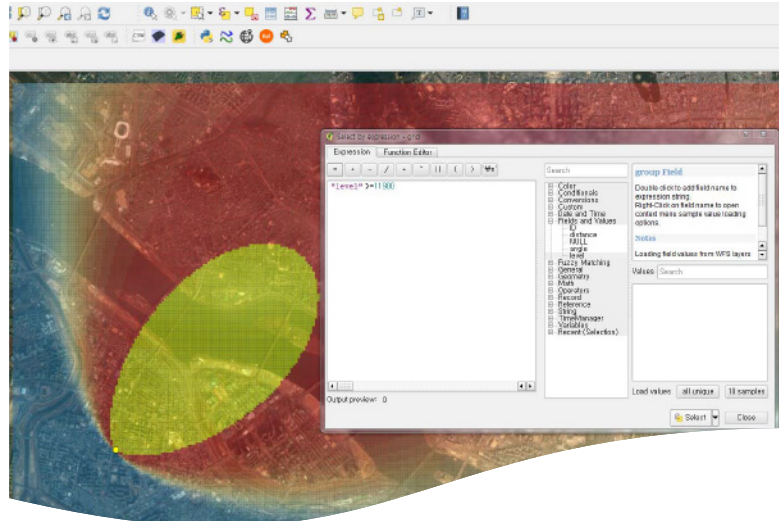 Select by expression - grid
Expression Function Editor
= + - / * ^ || ( ) '\n'
"level" >=11900
Search
Color
Conditionals
Conversions
Custom
Date and Time
Fields and Values
ID
distance
NULL
angle
level
Fuzzy Matching
General
Geometry
Math
Operators
Record
Reference
String
TimeManager
Variables
Recent (Selection)
group Field
Double click to add field name to
expression string.
Right-Click on field name to open
context menu sample value loading
options.
Notes
Loading field values from WFS layers
Values Search
Load values all unique 10 samples
Output preview: 0
Select Close